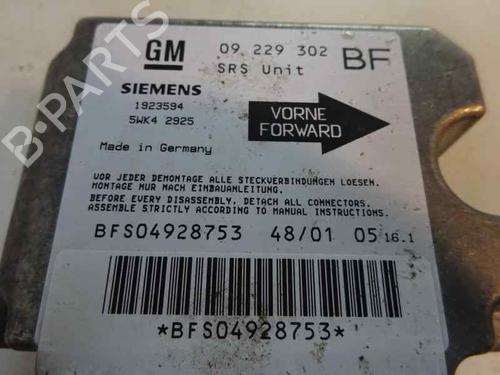 GM 09 229 302 BF
SRS Unit
SIEMENS
1923594
5WK4 2925
VORNE
FORWARD
Made in Germany
VOR JEDER DEMONTAGE ALLE STECKVERBINDUNGEN LOESEN.
MONTAGE NUR NACH EINBAUANLEITUNG.
BEFORE EVERY DISASSEMBLY, DETACH ALL CONNECTORS.
ASSEMBLE STRICTLY ACCORDING TO MANUAL INSTRUMENTS.
BFS04928753 48/01 05 16.1
*BFS04928753*
B-PARTS